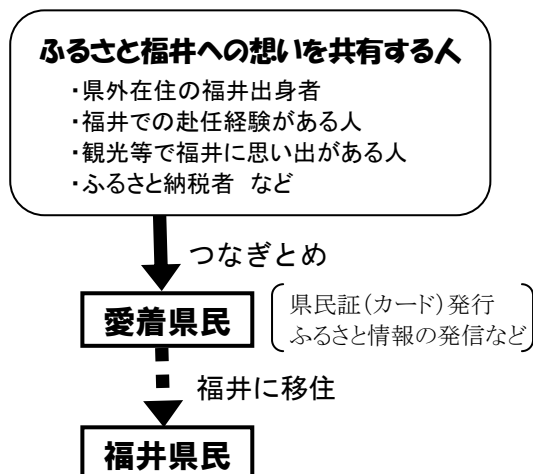 ふるさと福井への想いを共有する人
・県外在住の福井出身者
・福井での赴任経験がある人
・観光等で福井に思い出がある人
・ふるさと納税者　など
つなぎとめ
愛着県民
県民証(カード)発行
ふるさと情報の発信など
福井に移住
福井県民